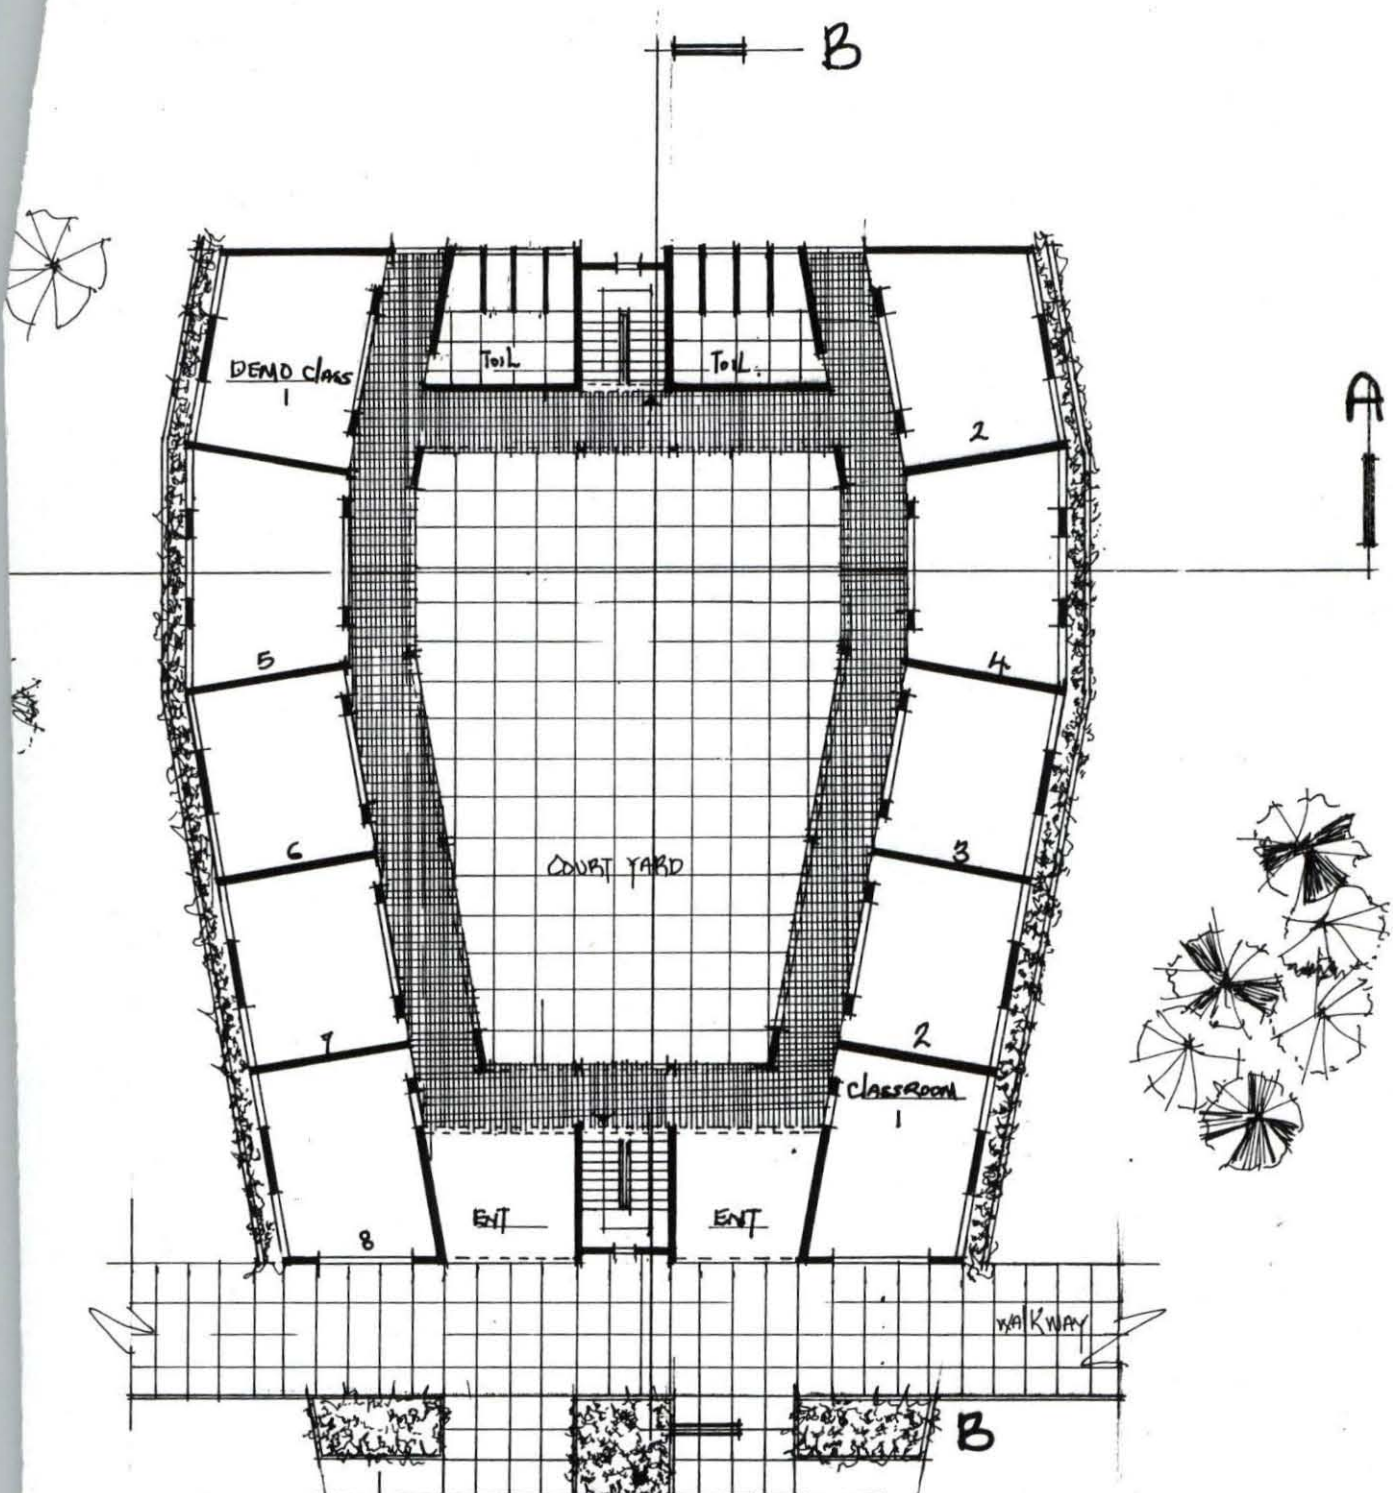 B
TOIL
TOIL.
DEMO CLASS
1
A
2
5
4
6
3
COURT YARD
7
2
CLASSROOM
1
ENT
ENT
8
WALKWAY
B